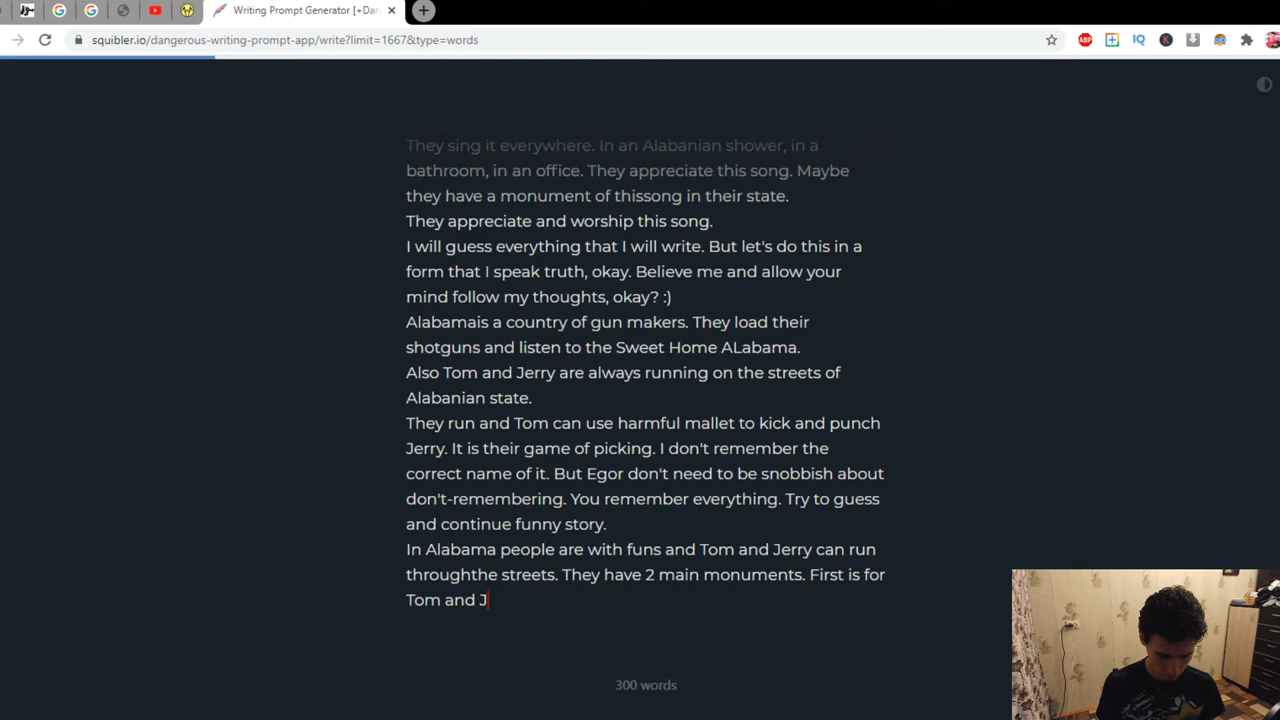 Writing Prompt Generator [+Dan
squibler.io/dangerous-writing-prompt-app/write?limit=1667&type=words
ABP
IQ
K
They sing it everywhere. In an Alabanian shower, in a
bathroom, in an office. They appreciate this song. Maybe
they have a monument of thissong in their state.
They appreciate and worship this song.
I will guess everything that I will write. But let's do this in a
form that I speak truth, okay. Believe me and allow your
mind follow my thoughts, okay? :)
Alabamais a country of gun makers. They load their
shotguns and listen to the Sweet Home ALabama.
Also Tom and Jerry are always running on the streets of
Alabanian state.
They run and Tom can use harmful mallet to kick and punch
Jerry. It is their game of picking. I don't remember the
correct name of it. But Egor don't need to be snobbish about
don't-remembering. You remember everything. Try to guess
and continue funny story.
In Alabama people are with funs and Tom and Jerry can run
throughthe streets. They have 2 main monuments. First is for
Tom and J
300 words